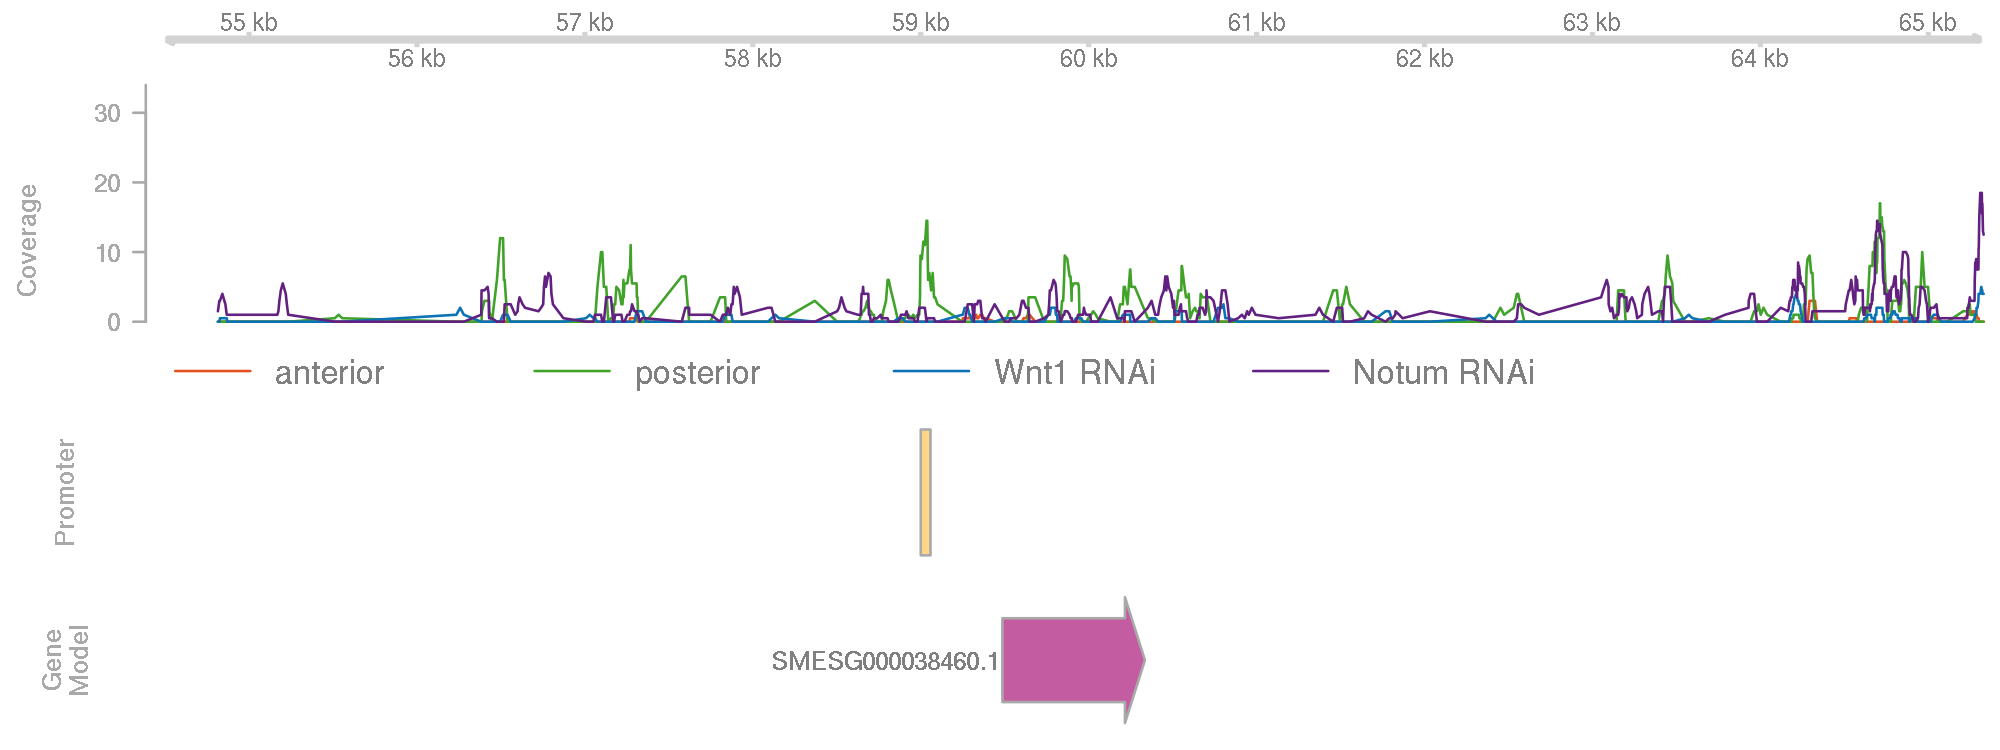 55 kb 57 kb 59 kb 61 kb 63 kb 65 kb
56 kb 58 kb 60 kb 62 kb 64 kb
Coverage
30
20
10
0
anterior posterior Wnt1 RNAi Notum RNAi
Promoter
Gene
Model
SMESG000038460.1